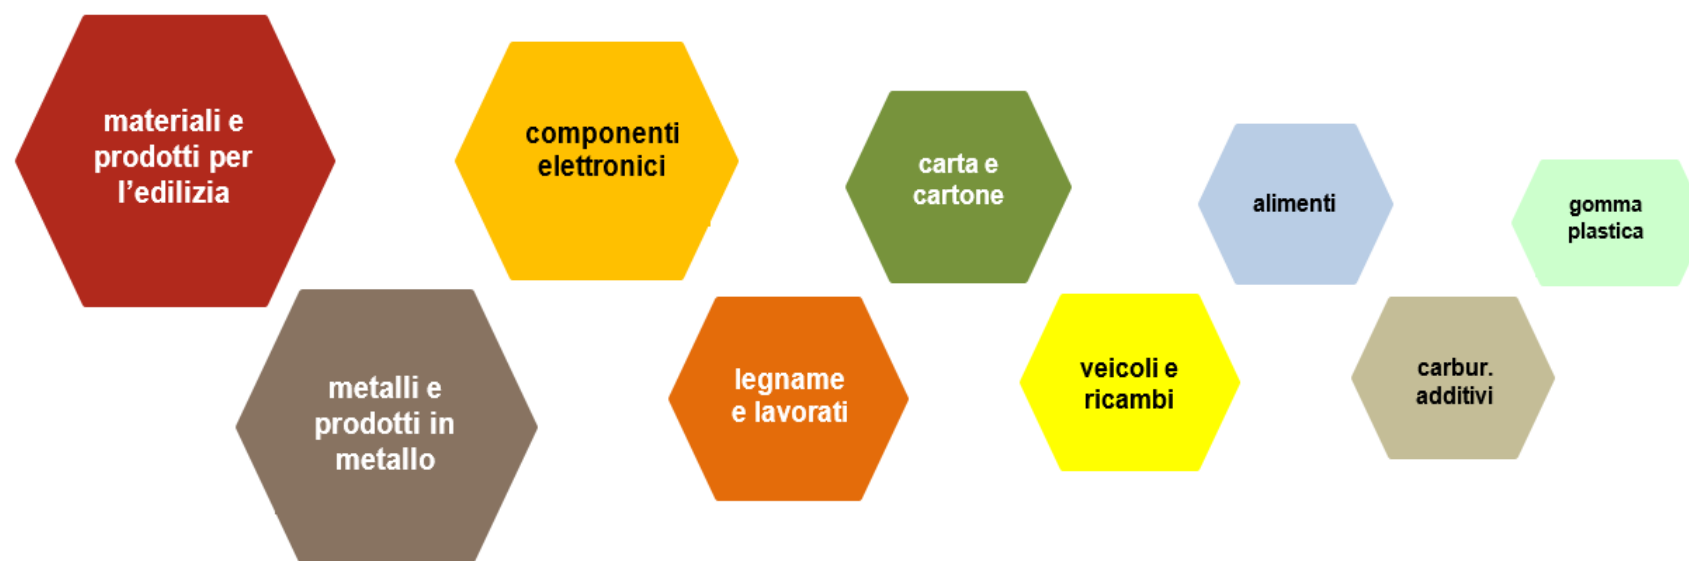 materiali e
prodotti per
l’edilizia
metalli e
prodotti in
metallo
componenti
elettronici
legname
e lavorati
carta e
cartone
veicoli e
ricambi
alimenti
carbur.
additivi
gomma
plastica